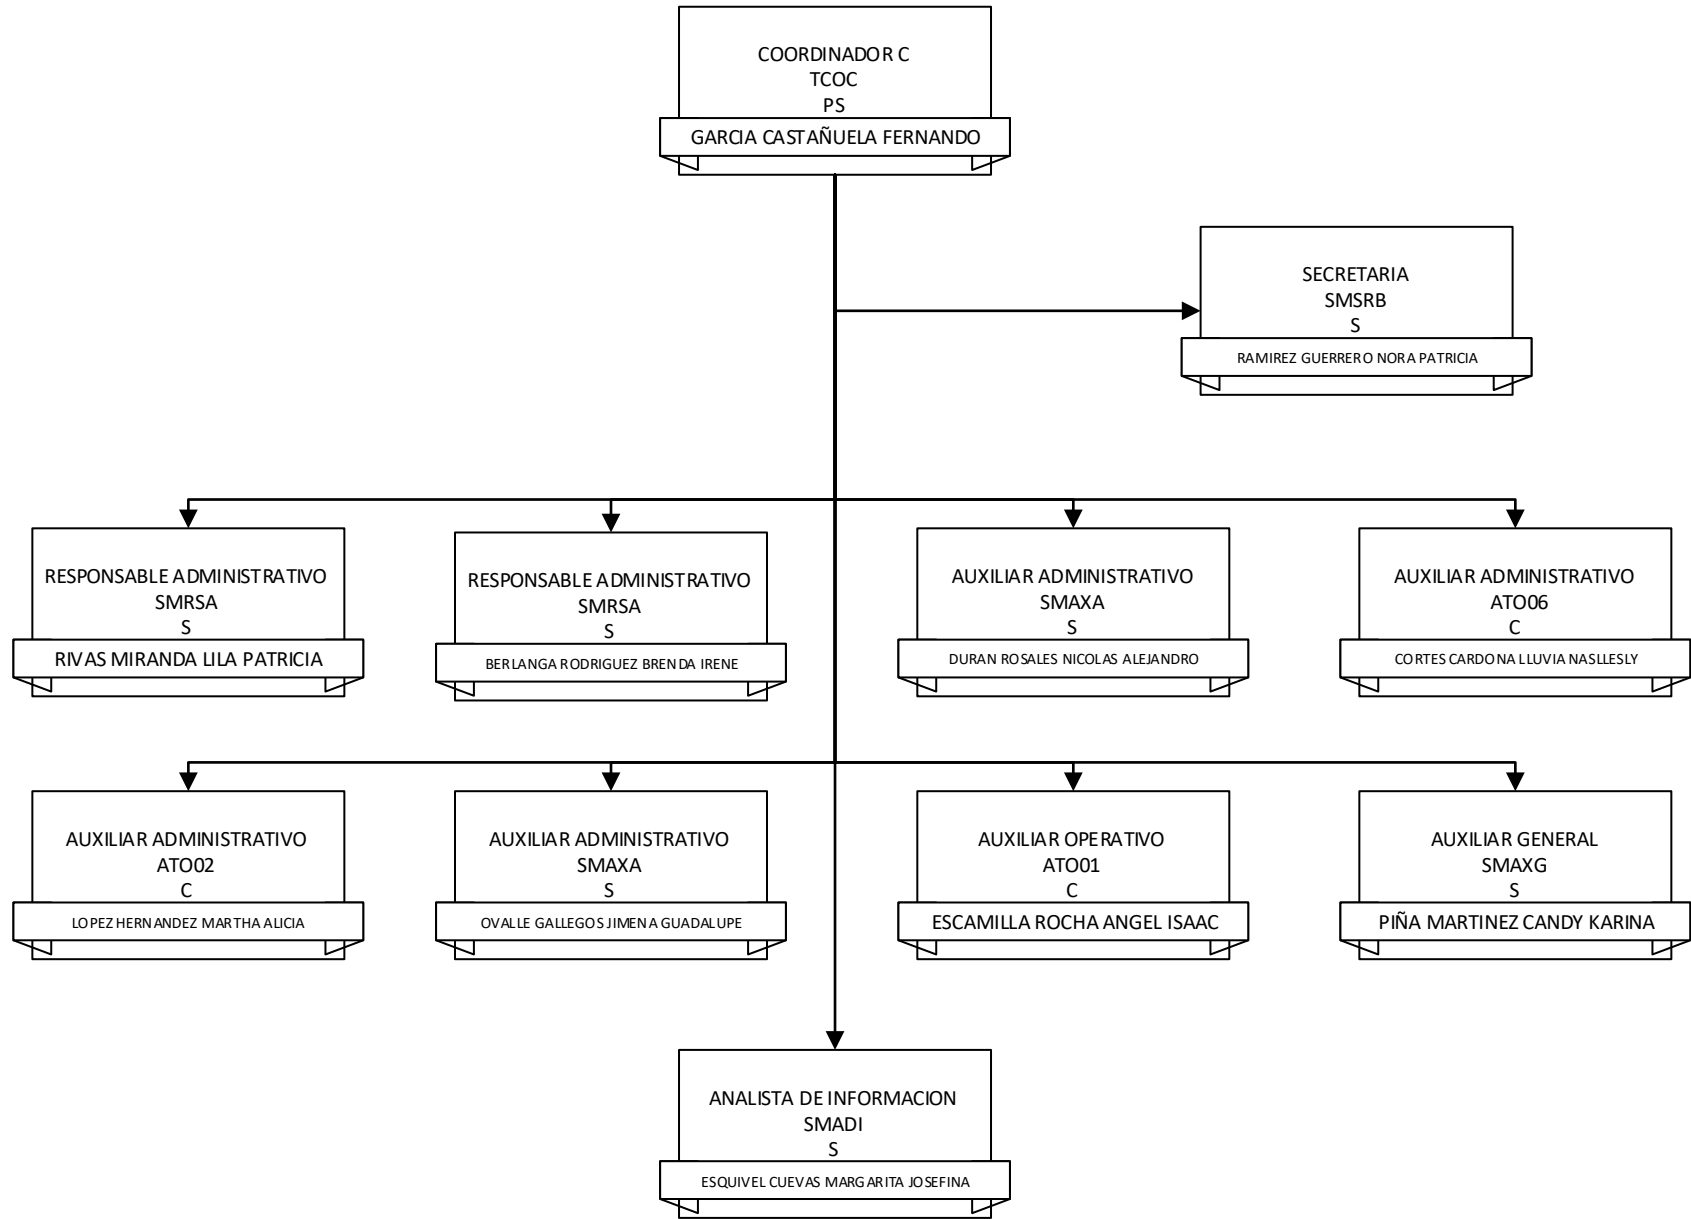 COORDINADOR C
TCOC
PS
GARCIA CASTAÑUELA FERNANDO
SECRETARIA
SMSRB
S
RAMIREZ GUERRERO NORA PATRICIA
RESPONSABLE ADMINISTRATIVO
SMRSA
S
RIVAS MIRANDA LILA PATRICIA
RESPONSABLE ADMINISTRATIVO
SMRSA
S
BERLANGA RODRIGUEZ BRENDA IRENE
AUXILIAR ADMINISTRATIVO
SMAXA
S
DURAN ROSALES NICOLAS ALEJANDRO
AUXILIAR ADMINISTRATIVO
ATO06
C
CORTES CARDONA LLUVIA NASLLESLY
AUXILIAR ADMINISTRATIVO
ATO02
C
LOPEZ HERNANDEZ MARTHA ALICIA
AUXILIAR ADMINISTRATIVO
SMAXA
S
OVALLE GALLEGOS JIMENA GUADALUPE
AUXILIAR OPERATIVO
ATO01
C
ESCAMILLA ROCHA ANGEL ISAAC
AUXILIAR GENERAL
SMAXG
S
PIÑA MARTINEZ CANDY KARINA
ANALISTA DE INFORMACION
SMADI
S
ESQUIVEL CUEVAS MARGARITA JOSEFINA